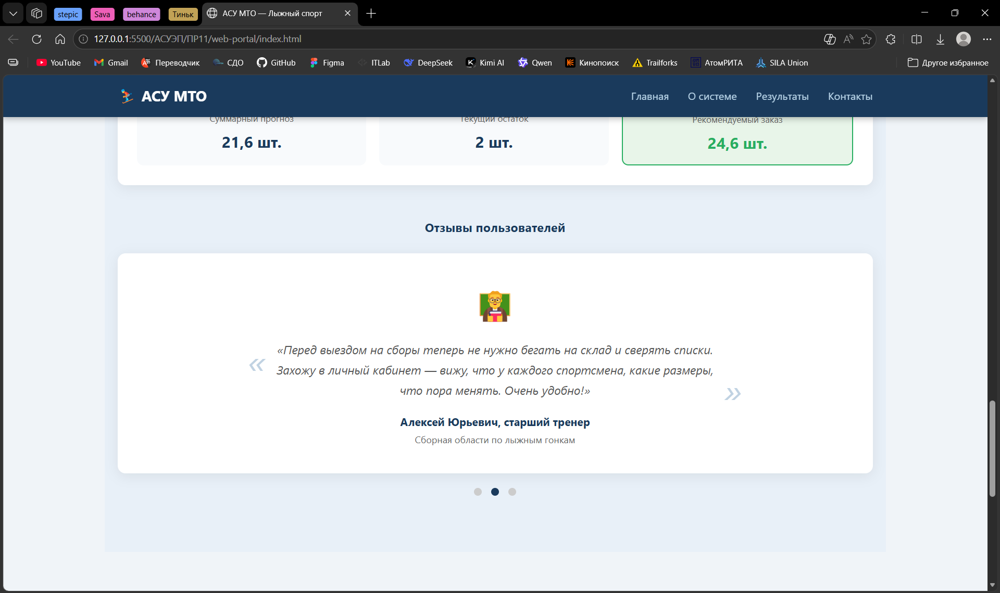 stepic
Sava
behance
Тиньк
АСУ МТО — Лыжный спорт
127.0.0.1:5500/АСУЭП/ПР11/web-portal/index.html
YouTube
Gmail
Переводчик
СДО
GitHub
Figma
ITLab
DeepSeek
Kimi AI
Qwen
Кинопоиск
Trailforks
АтомРИТА
SILA Union
Другое избранное
АСУ МТО
Главная
О системе
Результаты
Контакты
Суммарный прогноз
21,6 шт.
Текущий остаток
2 шт.
Рекомендуемый заказ
24,6 шт.
Отзывы пользователей
«
«Перед выездом на сборы теперь не нужно бегать на склад и сверять списки.
Захожу в личный кабинет — вижу, что у каждого спортсмена, какие размеры,
что пора менять. Очень удобно!»
»
Алексей Юрьевич, старший тренер
Сборная области по лыжным гонкам